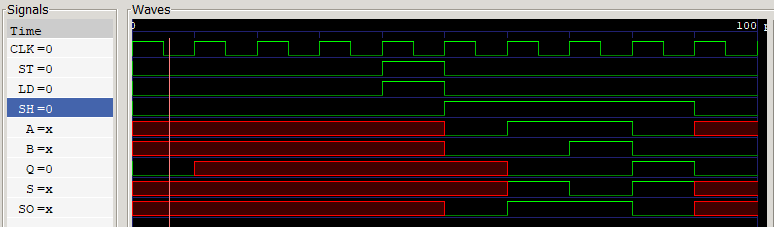 Signals
Waves
Time
0
100 p
CLK=0
ST=0
LD=0
SH=0
A=x
B=x
Q=0
S=x
SO=x